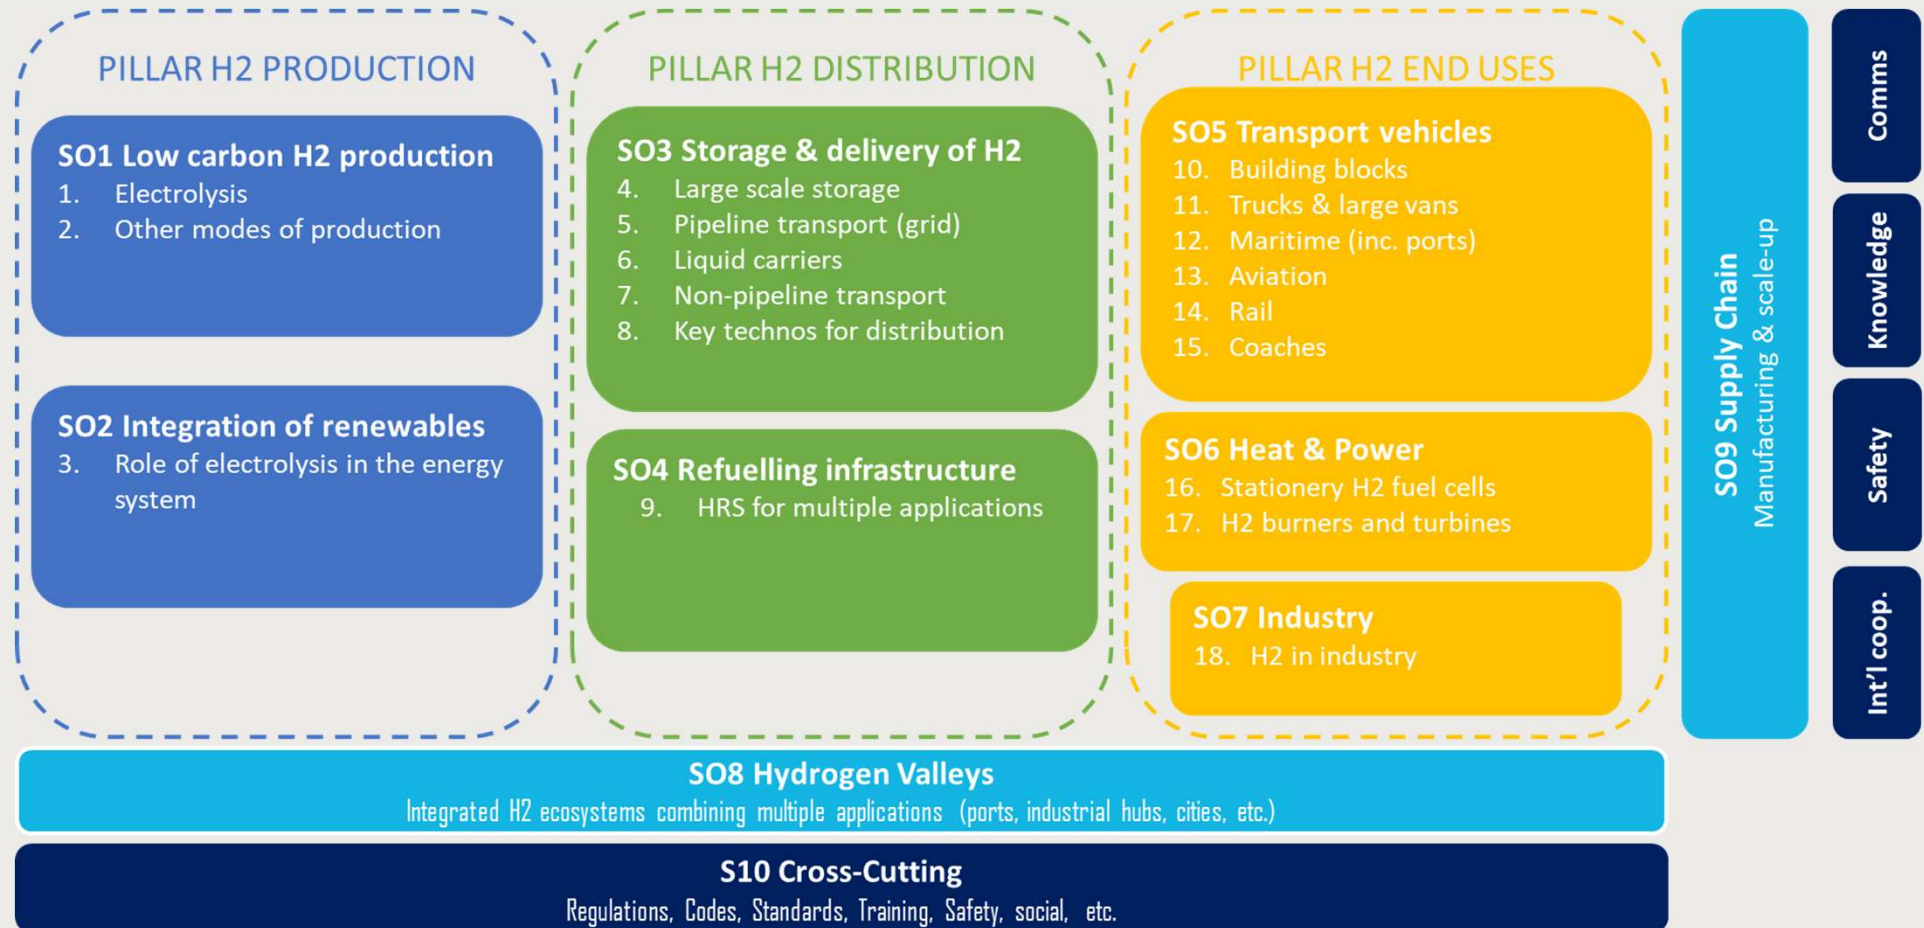 PILLAR H2 PRODUCTION
SO1 Low carbon H2 production
1. Electrolysis
2. Other modes of production
SO2 Integration of renewables
3. Role of electrolysis in the energy
system
PILLAR H2 DISTRIBUTION
SO3 Storage & delivery of H2
4. Large scale storage
5. Pipeline transport (grid)
6. Liquid carriers
7. Non-pipeline transport
8. Key technos for distribution
SO4 Refuelling infrastructure
9. HRS for multiple applications
PILLAR H2 END USES
SO5 Transport vehicles
10. Building blocks
11. Trucks & large vans
12. Maritime (inc. ports)
13. Aviation
14. Rail
15. Coaches
SO6 Heat & Power
16. Stationery H2 fuel cells
17. H2 burners and turbines
SO7 Industry
18. H2 in industry
SO9 Supply Chain
Manufacturing & scale-up
Comms
Knowledge
Safety
Int'l coop.
SO8 Hydrogen Valleys
Integrated H2 ecosystems combining multiple applications (ports, industrial hubs, cities, etc.)
S10 Cross-Cutting
Regulations, Codes, Standards, Training, Safety, social, etc.